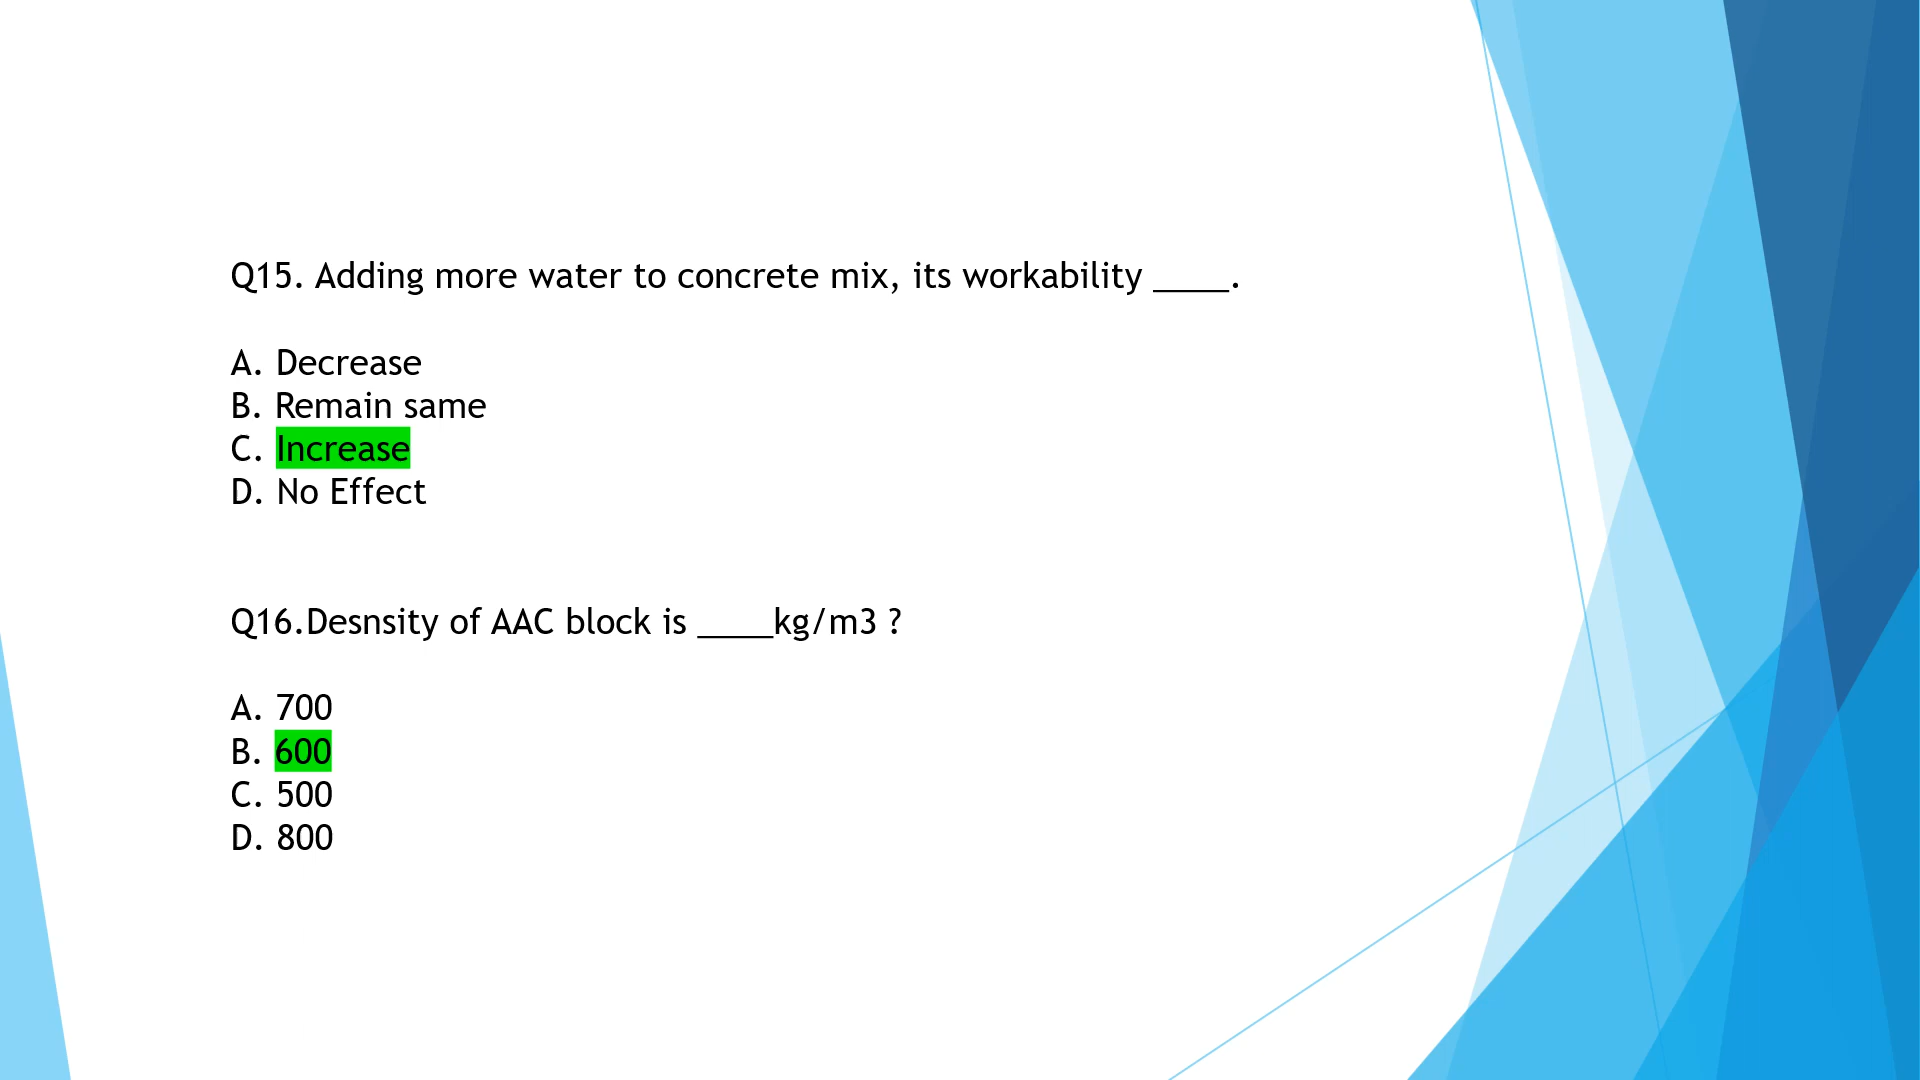 Q15. Adding more water to concrete mix, its workability ____.
A. Decrease
B. Remain same
C. Increase
D. No Effect
Q16.Desnsity of AAC block is ____kg/m3 ?
A. 700
B. 600
C. 500
D. 800